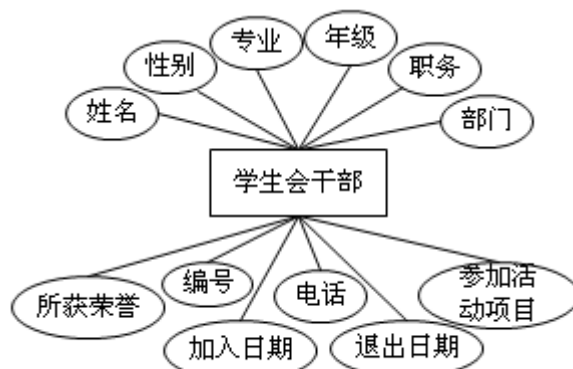 年级
专业
性别
职务
姓名
部门
学生会干部
所获荣誉
编号
电话
参加活
动项目
加入日期
退出日期